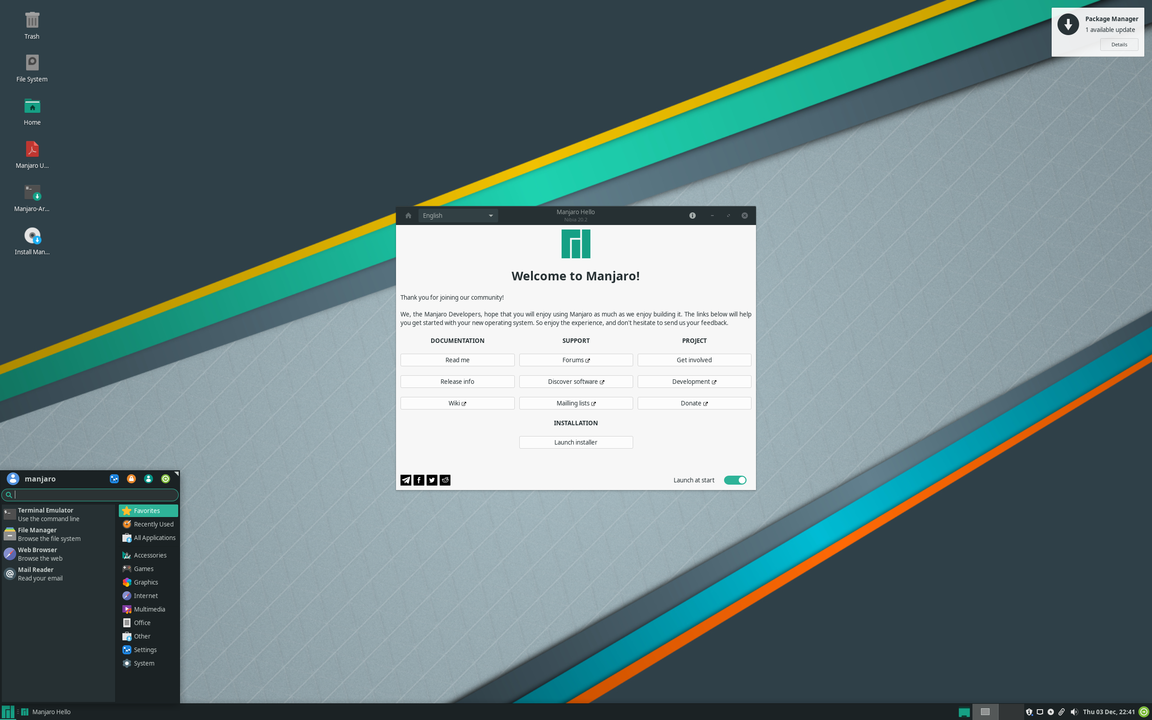 Trash
File System
Home
Manjaro U...
Manjaro-Ar...
Install Man...
Package Manager
1 available update
Details
English
Manjaro Hello
Nibia 20.2
Welcome to Manjaro!
Thank you for joining our community!
We, the Manjaro Developers, hope that you will enjoy using Manjaro as much as we enjoy building it. The links below will help
you get started with your new operating system. So enjoy the experience, and don't hesitate to send us your feedback.
DOCUMENTATION
SUPPORT
PROJECT
Read me
Forums
Get involved
Release info
Discover software
Development
Wiki
Mailling lists
Donate
INSTALLATION
Launch installer
Launch at start
manjaro
Terminal Emulator
Use the command line
File Manager
Browse the file system
Web Browser
Browse the web
Mail Reader
Read your email
Favorites
Recently Used
All Applications
Accessories
Games
Graphics
Internet
Multimedia
Office
Other
Settings
System
Manjaro Hello
Thu 03 Dec, 22:41